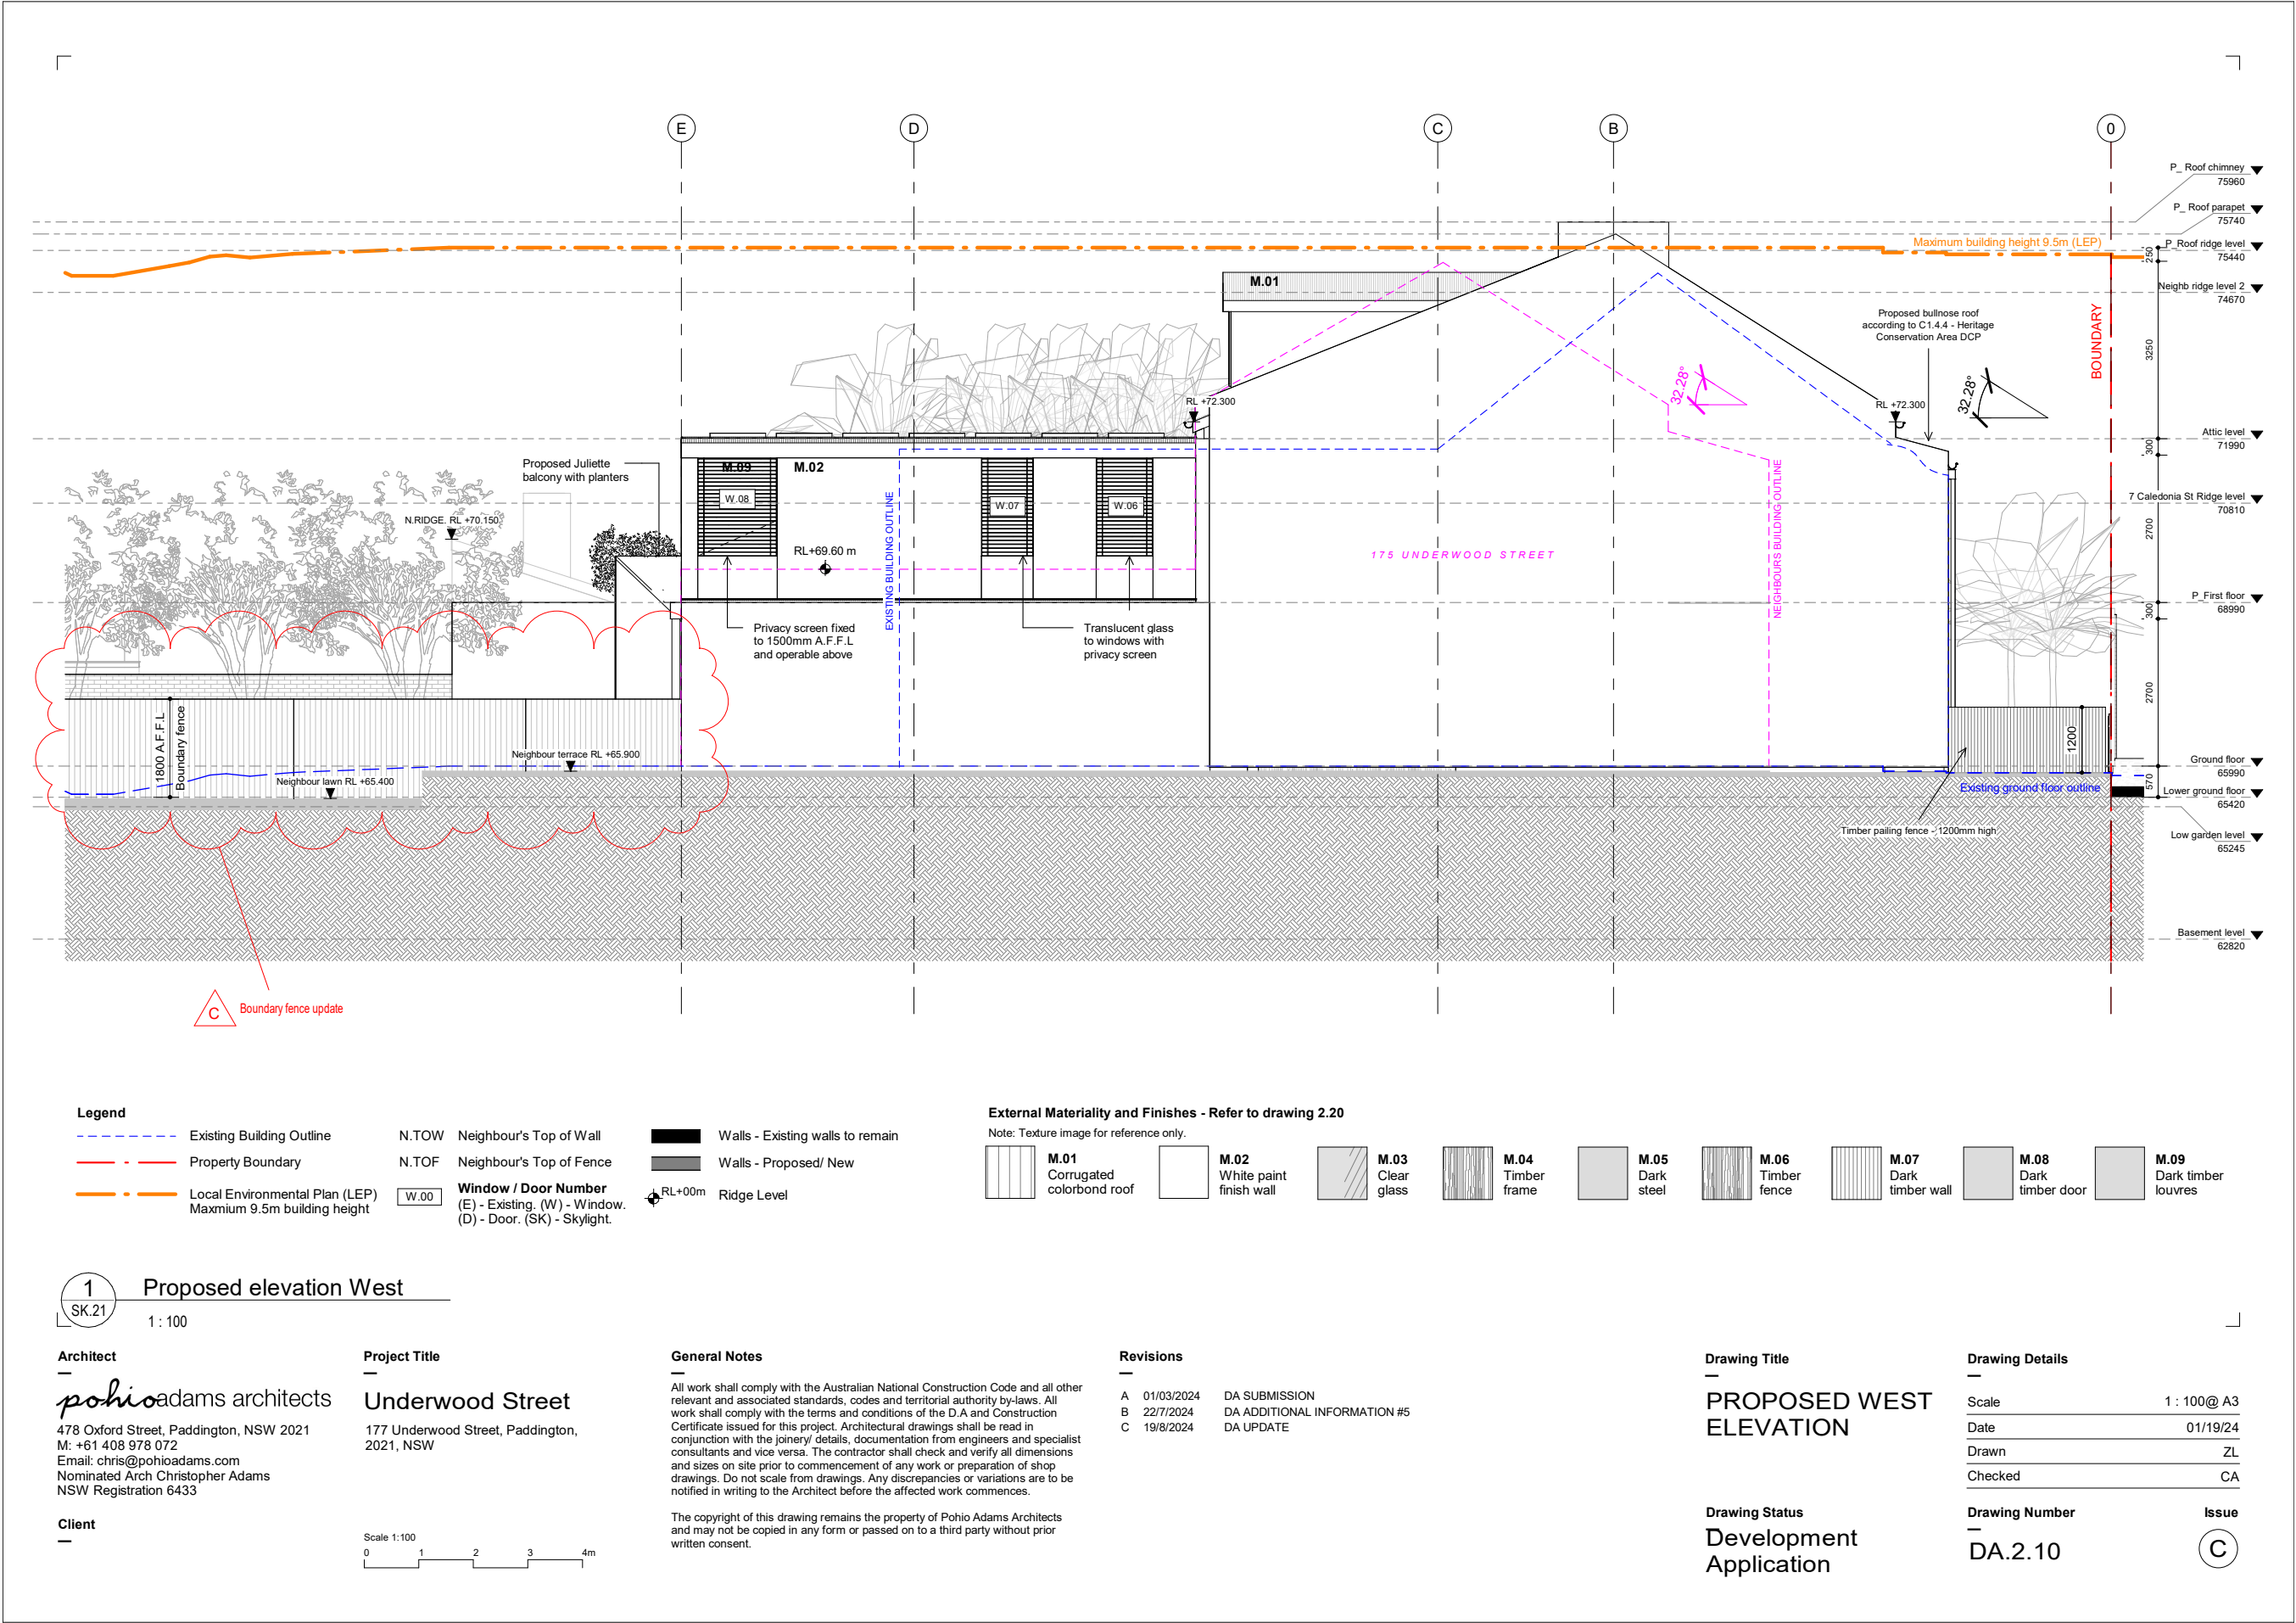 E
D
C
B
0
P_ Roof chimney
75960
P_ Roof parapet
75740
Maximum building height 9.5m (LEP)
P_Roof ridge level
75440
250
M.01
Neighb ridge level 2
74670
Proposed bullnose roof
according to C1.4.4 - Heritage
Conservation Area DCP
BOUNDARY
3250
32.28°
32.28°
RL +72.300
RL +72.300
Attic level
71990
300
Proposed Juliette
balcony with planters
M.09
M.02
W.08
W.07
W.06
7 Caledonia St Ridge level
70810
N.RIDGE. RL +70.150
EXISTING BUILDING OUTLINE
NEIGHBOURS BUILDING OUTLINE
2700
RL+69.60 m
175 UNDERWOOD STREET
P_First floor
68990
300
Privacy screen fixed
to 1500mm A.F.F.L
and operable above
Translucent glass
to windows with
privacy screen
2700
1800 A.F.F.L
Boundary fence
1200
Neighbour terrace RL +65.900
Neighbour lawn RL +65.400
Ground floor
65990
570
Existing ground floor outline
Lower ground floor
65420
Timber pailing fence - 1200mm high
Low garden level
65245
Basement level
62820
C
Boundary fence update
Legend
Existing Building Outline
Property Boundary
Local Environmental Plan (LEP)
Maxmium 9.5m building height
N.TOW Neighbour's Top of Wall
N.TOF Neighbour's Top of Fence
W.00
Window / Door Number
(E) - Existing. (W) - Window.
(D) - Door. (SK) - Skylight.
Walls - Existing walls to remain
Walls - Proposed/ New
RL+00m Ridge Level
External Materiality and Finishes - Refer to drawing 2.20
Note: Texture image for reference only.
M.01
Corrugated
colorbond roof
M.02
White paint
finish wall
M.03
Clear
glass
M.04
Timber
frame
M.05
Dark
steel
M.06
Timber
fence
M.07
Dark
timber wall
M.08
Dark
timber door
M.09
Dark timber
louvres
1
SK.21
Proposed elevation West
1 : 100
Architect
pohioadams architects
478 Oxford Street, Paddington, NSW 2021
M: +61 408 978 072
Email: chris@pohioadams.com
Nominated Arch Christopher Adams
NSW Registration 6433
Client
Project Title
Underwood Street
177 Underwood Street, Paddington,
2021, NSW
Scale 1:100
0 1 2 3 4m
General Notes
All work shall comply with the Australian National Construction Code and all other
relevant and associated standards, codes and territorial authority by-laws. All
work shall comply with the terms and conditions of the D.A and Construction
Certificate issued for this project. Architectural drawings shall be read in
conjunction with the joinery/ details, documentation from engineers and specialist
consultants and vice versa. The contractor shall check and verify all dimensions
and sizes on site prior to commencement of any work or preparation of shop
drawings. Do not scale from drawings. Any discrepancies or variations are to be
notified in writing to the Architect before the affected work commences.
The copyright of this drawing remains the property of Pohio Adams Architects
and may not be copied in any form or passed on to a third party without prior
written consent.
Revisions
A 01/03/2024 DA SUBMISSION
B 22/7/2024 DA ADDITIONAL INFORMATION #5
C 19/8/2024 DA UPDATE
Drawing Title
PROPOSED WEST
ELEVATION
Drawing Status
Development
Application
Drawing Details
Scale 1 : 100@ A3
Date 01/19/24
Drawn ZL
Checked CA
Drawing Number
DA.2.10
Issue
C